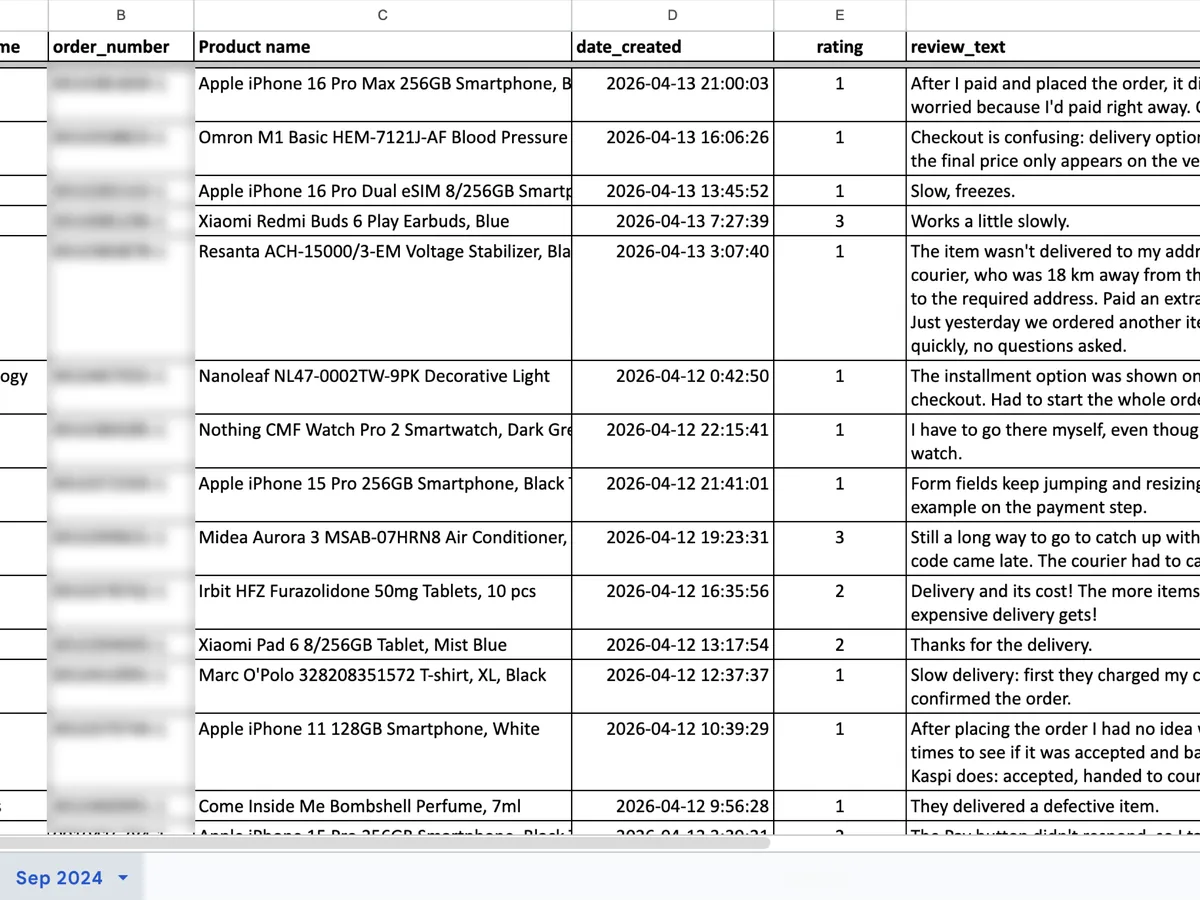 B C D E
me order_number Product name date_created rating review_text
Apple iPhone 16 Pro Max 256GB Smartphone, B 2026-04-13 21:00:03 1 After I paid and placed the order, it di
worried because I'd paid right away. C
Omron M1 Basic HEM-7121J-AF Blood Pressure 2026-04-13 16:06:26 1 Checkout is confusing: delivery option
the final price only appears on the ve
Apple iPhone 16 Pro Dual eSIM 8/256GB Smartp 2026-04-13 13:45:52 1 Slow, freezes.
Xiaomi Redmi Buds 6 Play Earbuds, Blue 2026-04-13 7:27:39 3 Works a little slowly.
Resanta ACH-15000/3-EM Voltage Stabilizer, Bla 2026-04-13 3:07:40 1 The item wasn't delivered to my addr
courier, who was 18 km away from th
to the required address. Paid an extra
Just yesterday we ordered another ite
quickly, no questions asked.
ogy Nanoleaf NL47-0002TW-9PK Decorative Light 2026-04-12 0:42:50 1 The installment option was shown on
checkout. Had to start the whole orde
Nothing CMF Watch Pro 2 Smartwatch, Dark Gre 2026-04-12 22:15:41 1 I have to go there myself, even thoug
watch.
Apple iPhone 15 Pro 256GB Smartphone, Black T 2026-04-12 21:41:01 1 Form fields keep jumping and resizing
example on the payment step.
Midea Aurora 3 MSAB-07HRN8 Air Conditioner, 2026-04-12 19:23:31 3 Still a long way to go to catch up with
code came late. The courier had to ca
Irbit HFZ Furazolidone 50mg Tablets, 10 pcs 2026-04-12 16:35:56 2 Delivery and its cost! The more items
expensive delivery gets!
Xiaomi Pad 6 8/256GB Tablet, Mist Blue 2026-04-12 13:17:54 2 Thanks for the delivery.
Marc O'Polo 328208351572 T-shirt, XL, Black 2026-04-12 12:37:37 1 Slow delivery: first they charged my c
confirmed the order.
Apple iPhone 11 128GB Smartphone, White 2026-04-12 10:39:29 1 After placing the order I had no idea w
times to see if it was accepted and ba
Kaspi does: accepted, handed to cour
s Come Inside Me Bombshell Perfume, 7ml 2026-04-12 9:56:28 1 They delivered a defective item.
Apple iPhone 15 Pro 256GB Smartphone, Black T The Pay button didn't respond, so I t
Sep 2024